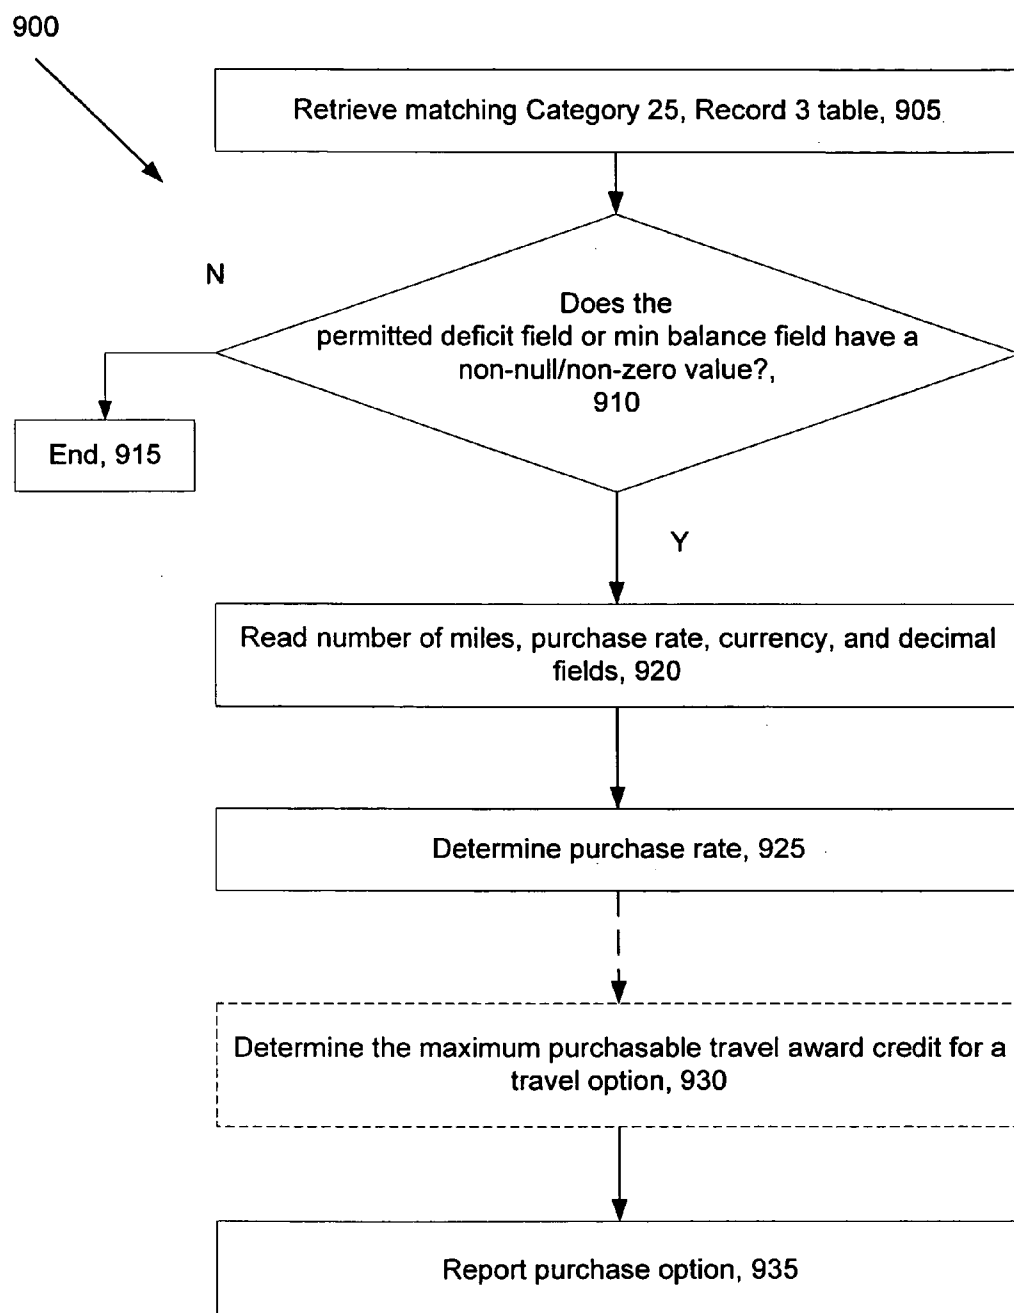 900
Retrieve matching Category 25, Record 3 table, 905
N
Does the
permitted deficit field or min balance field have a
non-null/non-zero value?,
910
End, 915
Y
Read number of miles, purchase rate, currency, and decimal
fields, 920
Determine purchase rate, 925
Determine the maximum purchasable travel award credit for a
travel option, 930
Report purchase option, 935